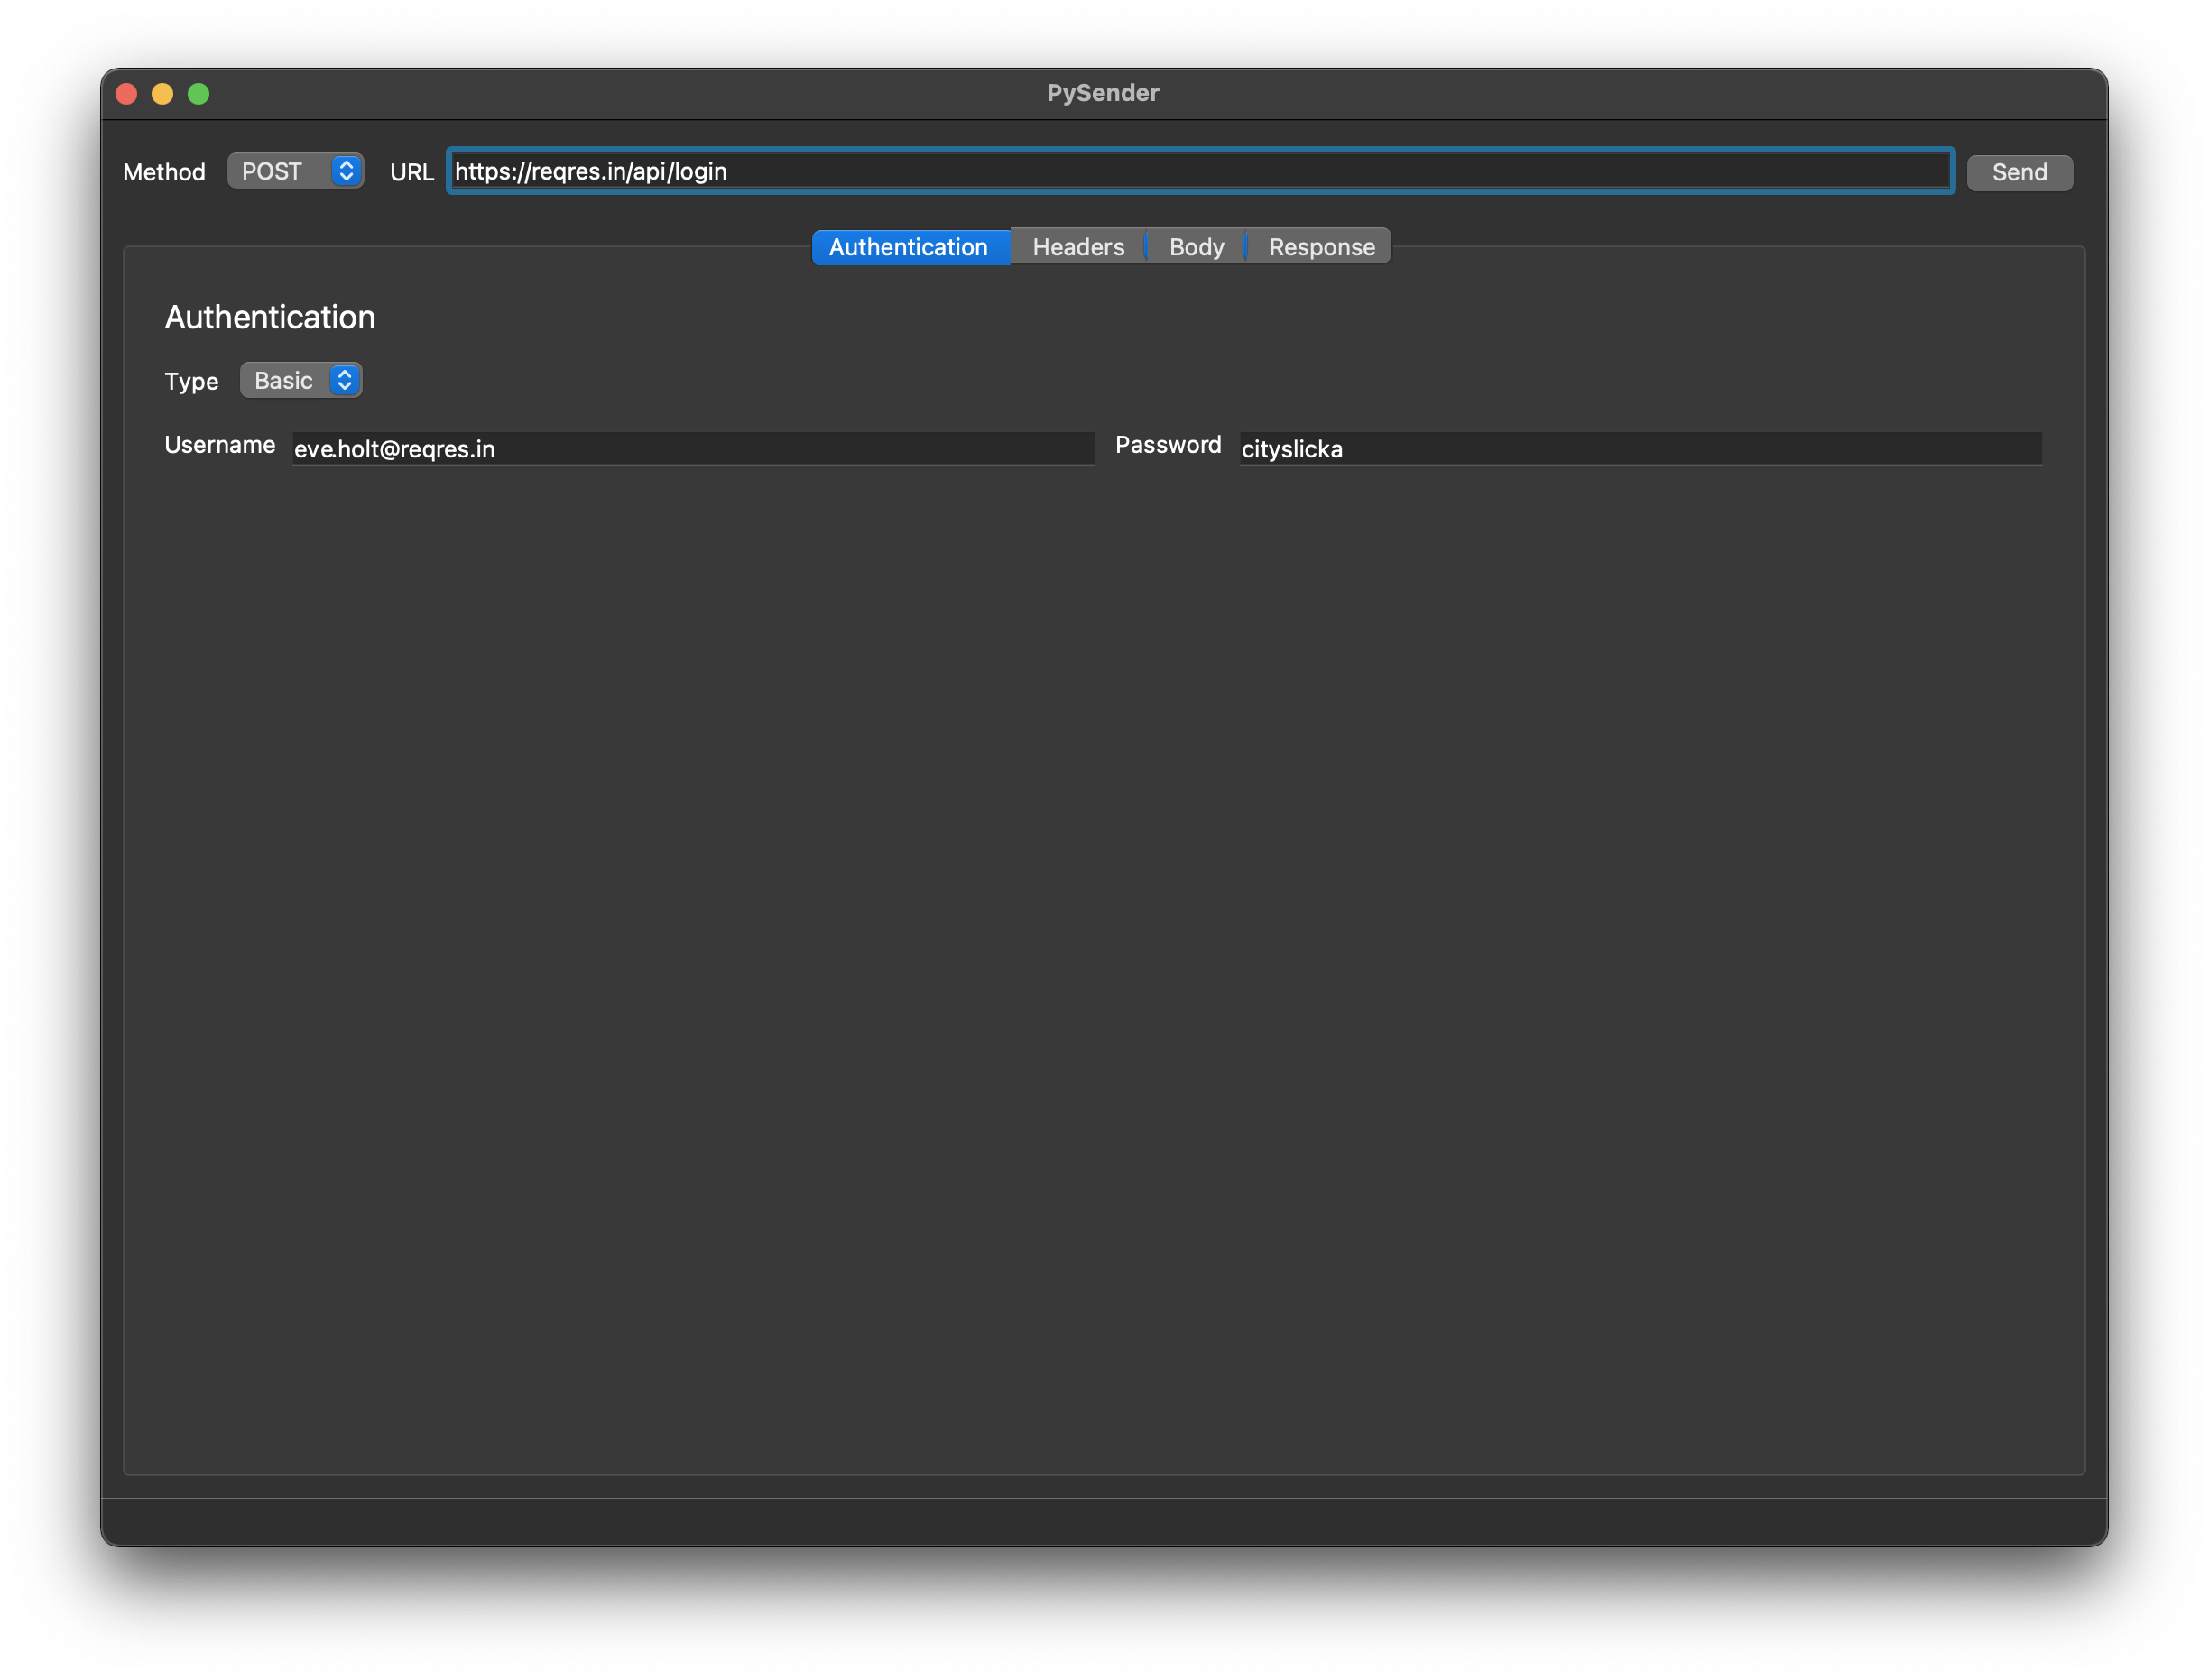 PySender
Method POST URL https://reqres.in/api/login Send
Authentication Headers Body Response
Authentication
Type Basic
Username eve.holt@reqres.in Password cityslicka